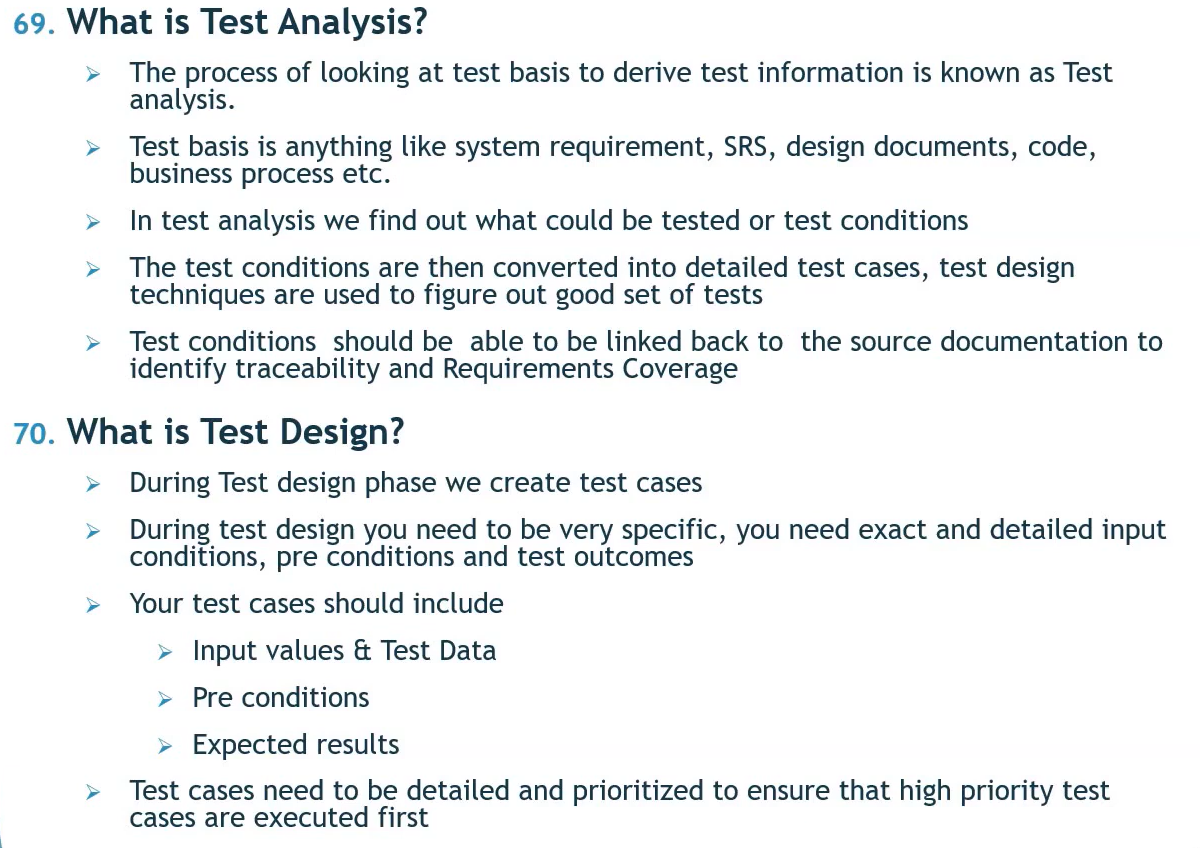 69. What is Test Analysis?
➢ The process of looking at test basis to derive test information is known as Test
analysis.
➢ Test basis is anything like system requirement, SRS, design documents, code,
business process etc.
➢ In test analysis we find out what could be tested or test conditions
➢ The test conditions are then converted into detailed test cases, test design
techniques are used to figure out good set of tests
➢ Test conditions  should be  able to be linked back to  the source documentation to
identify traceability and Requirements Coverage
70. What is Test Design?
➢ During Test design phase we create test cases
➢ During test design you need to be very specific, you need exact and detailed input
conditions, pre conditions and test outcomes
➢ Your test cases should include
➢ Input values & Test Data
➢ Pre conditions
➢ Expected results
➢ Test cases need to be detailed and prioritized to ensure that high priority test
cases are executed first